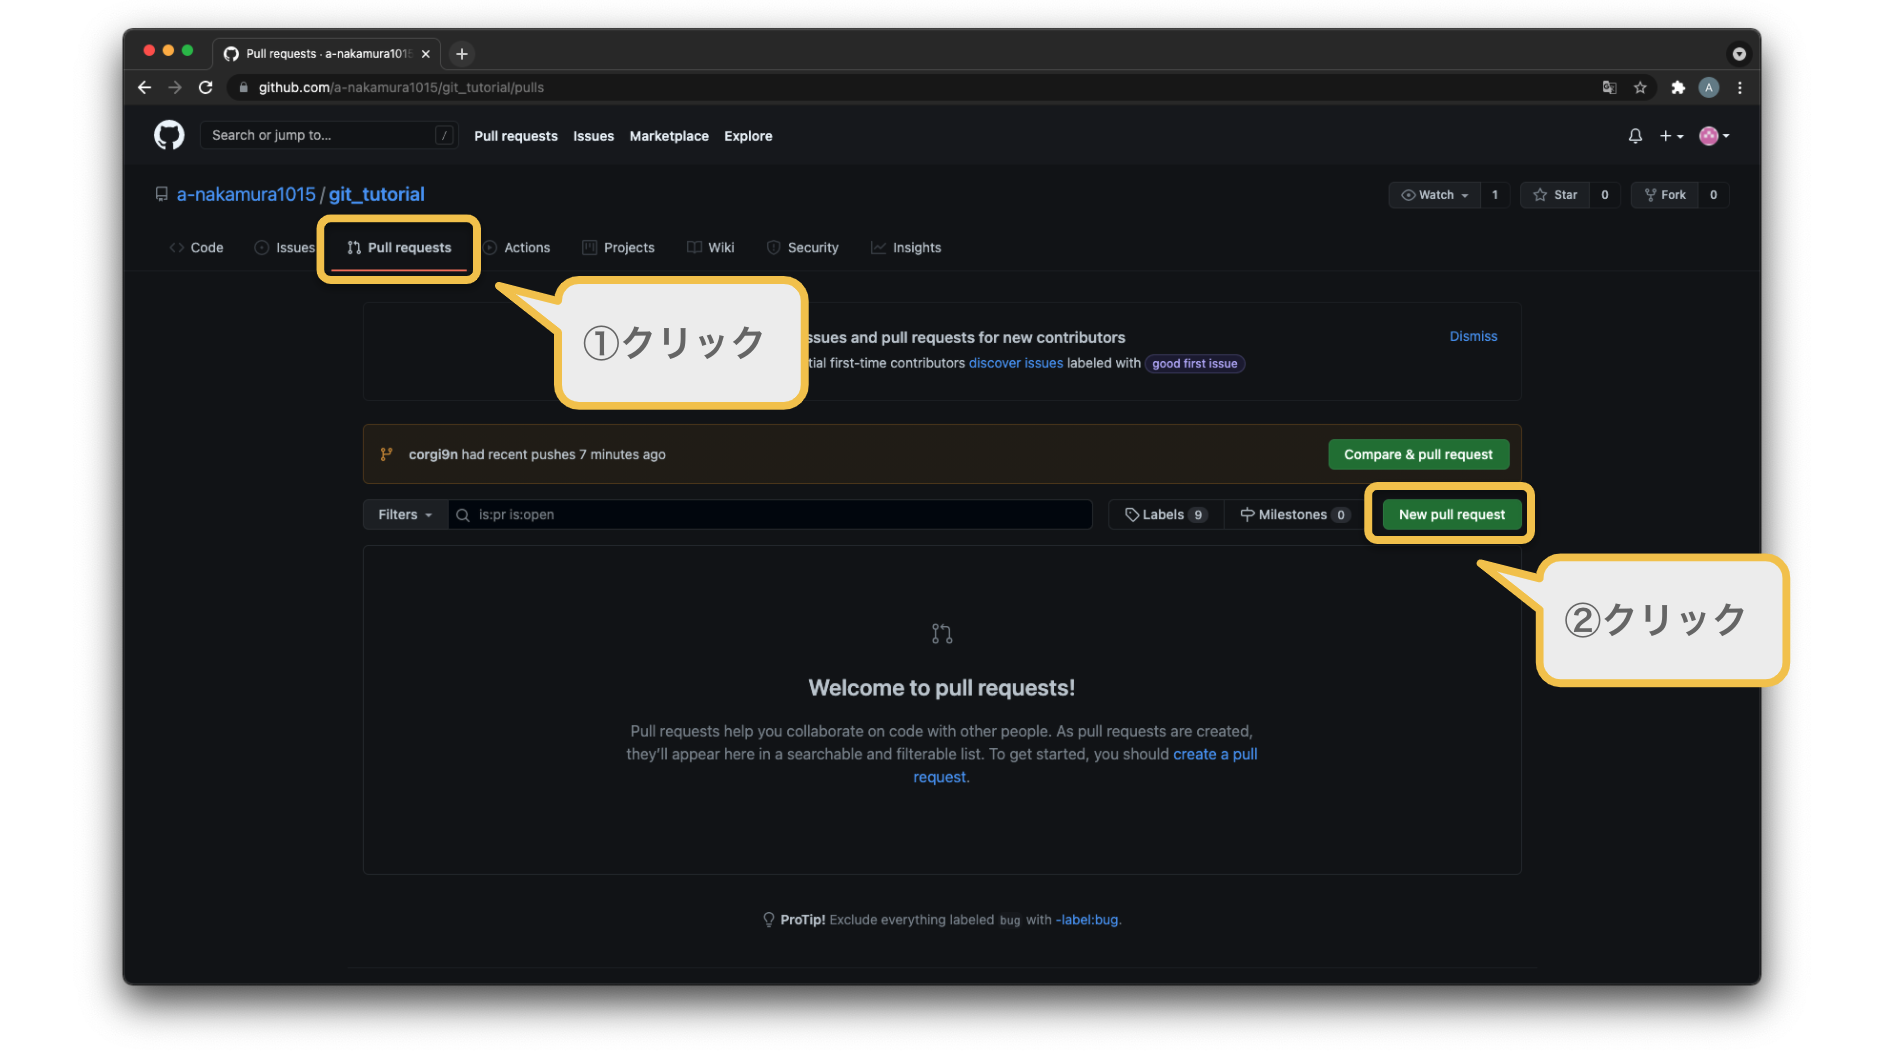 Pull requests · a-nakamura1015
github.com/a-nakamura1015/git_tutorial/pulls
A
Search or jump to... /
Pull requests Issues Marketplace Explore
a-nakamura1015 / git_tutorial
Watch 1 Star 0 Fork 0
Code Issues Pull requests Actions Projects Wiki Security Insights
①クリック
ssues and pull requests for new contributors
Dismiss
tial first-time contributors discover issues labeled with good first issue
corgi9n had recent pushes 7 minutes ago
Compare & pull request
Filters is:pr is:open Labels 9 Milestones 0 New pull request
②クリック
Welcome to pull requests!
Pull requests help you collaborate on code with other people. As pull requests are created,
they'll appear here in a searchable and filterable list. To get started, you should create a pull
request.
ProTip! Exclude everything labeled bug with -label:bug.